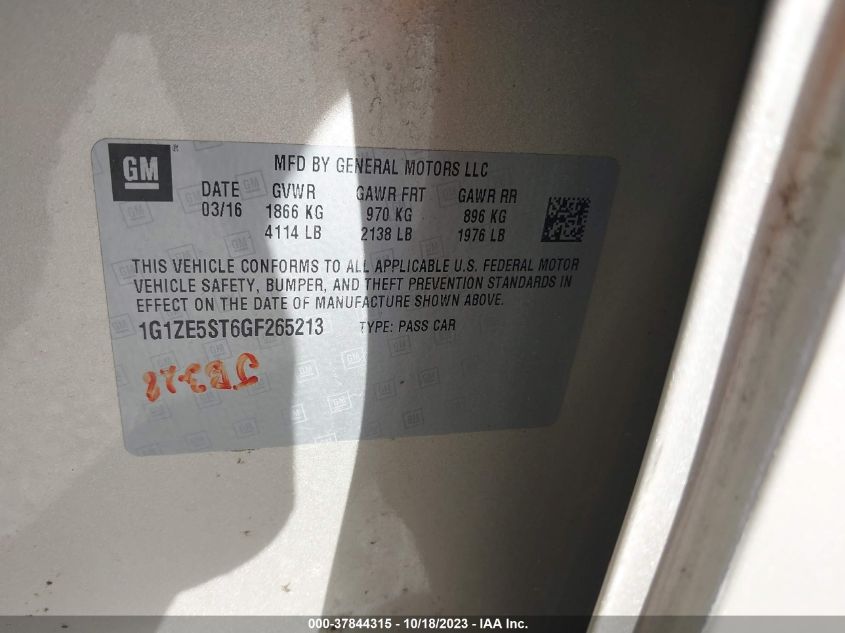 GM
MFD BY GENERAL MOTORS LLC
DATE GVWR GAWR FRT GAWR RR
03/16 1866 KG 970 KG 896 KG
4114 LB 2138 LB 1976 LB
THIS VEHICLE CONFORMS TO ALL APPLICABLE U.S. FEDERAL MOTOR
VEHICLE SAFETY, BUMPER, AND THEFT PREVENTION STANDARDS IN
EFFECT ON THE DATE OF MANUFACTURE SHOWN ABOVE.
1G1ZE5ST6GF265213 TYPE: PASS CAR
000-37844315 - 10/18/2023 - IAA Inc.